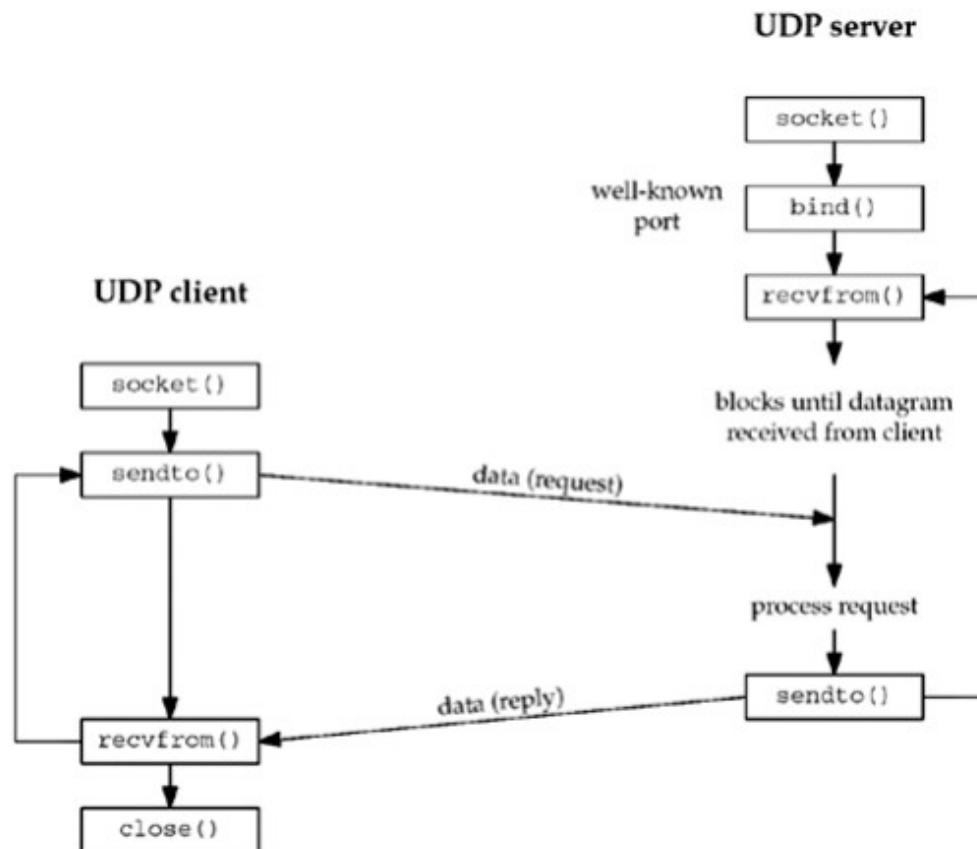 UDP server
socket()
well-known
port
bind()
recvfrom()
UDP client
socket()
blocks until datagram
received from client
sendto()
data (request)
process request
sendto()
data (reply)
recvfrom()
close()